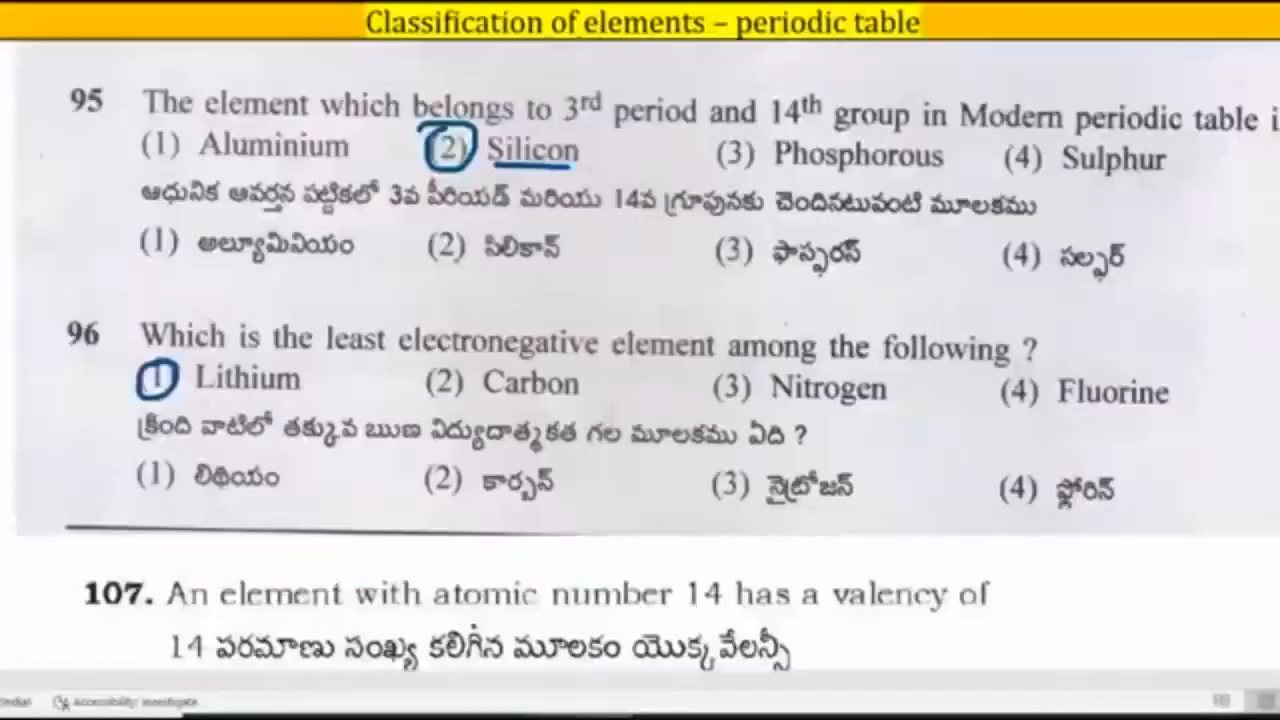 Classification of elements – periodic table
95 The element which belongs to 3rd period and 14th group in Modern periodic table i
(1) Aluminium (2) Silicon (3) Phosphorous (4) Sulphur
ఆధునిక ఆవర్తన పట్టికలో 3వ పీరియడ్ మరియు 14వ గ్రూపునకు చెందినటువంటి మూలకము
(1) అల్యూమినియం (2) సిలికాన్ (3) ఫాస్ఫరస్ (4) సల్ఫర్
96 Which is the least electronegative element among the following ?
(1) Lithium (2) Carbon (3) Nitrogen (4) Fluorine
క్రింది వాటిలో తక్కువ ఋణ విద్యుదాత్మకత గల మూలకము ఏది ?
(1) లిథియం (2) కార్బన్ (3) నైట్రోజన్ (4) ఫ్లోరిన్
107. An element with atomic number 14 has a valency of
14 పరమాణు సంఖ్య కలిగిన మూలకం యొక్క వేలన్సీ
Accessibility: Investigate